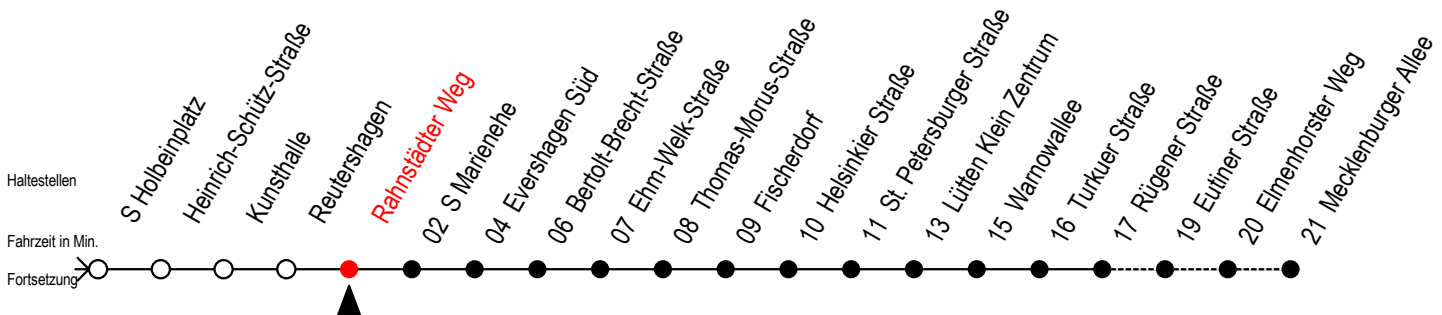 Haltestellen
S Holbeinplatz
Heinrich-Schütz-Straße
Kunsthalle
Reutershagen
Rahnstädter Weg
02 S Marienehe
04 Evershagen Süd
06 Bertolt-Brecht-Straße
07 Ehm-Welk-Straße
08 Thomas-Morus-Straße
09 Fischerdorf
10 Helsinkier Straße
11 St. Petersburger Straße
13 Lütten Klein Zentrum
15 Warnowallee
16 Turkuer Straße
17 Rügener Straße
19 Eutiner Straße
20 Elmenhorster Weg
21 Mecklenburger Allee
Fahrzeit in Min.
Fortsetzung